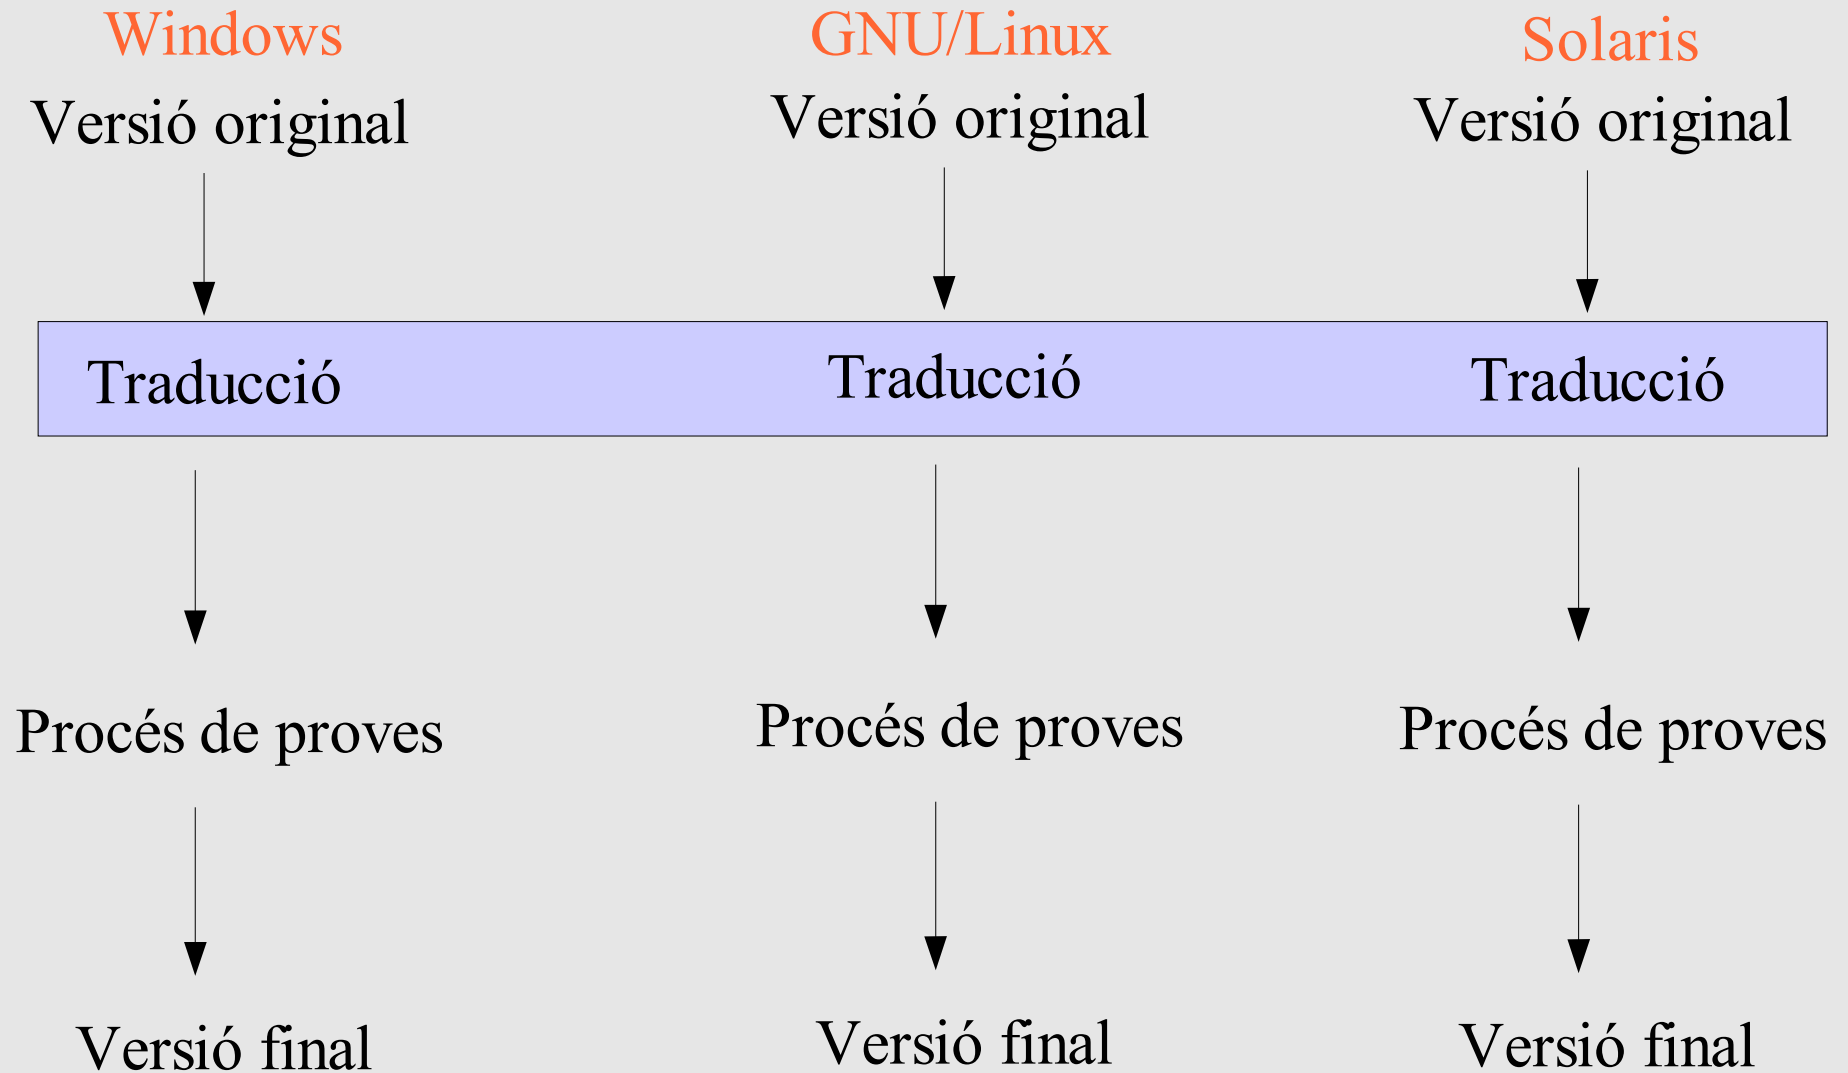 Windows
GNU/Linux
Solaris
Versió original
Versió original
Versió original
Traducció
Traducció
Traducció
Procés de proves
Procés de proves
Procés de proves
Versió final
Versió final
Versió final